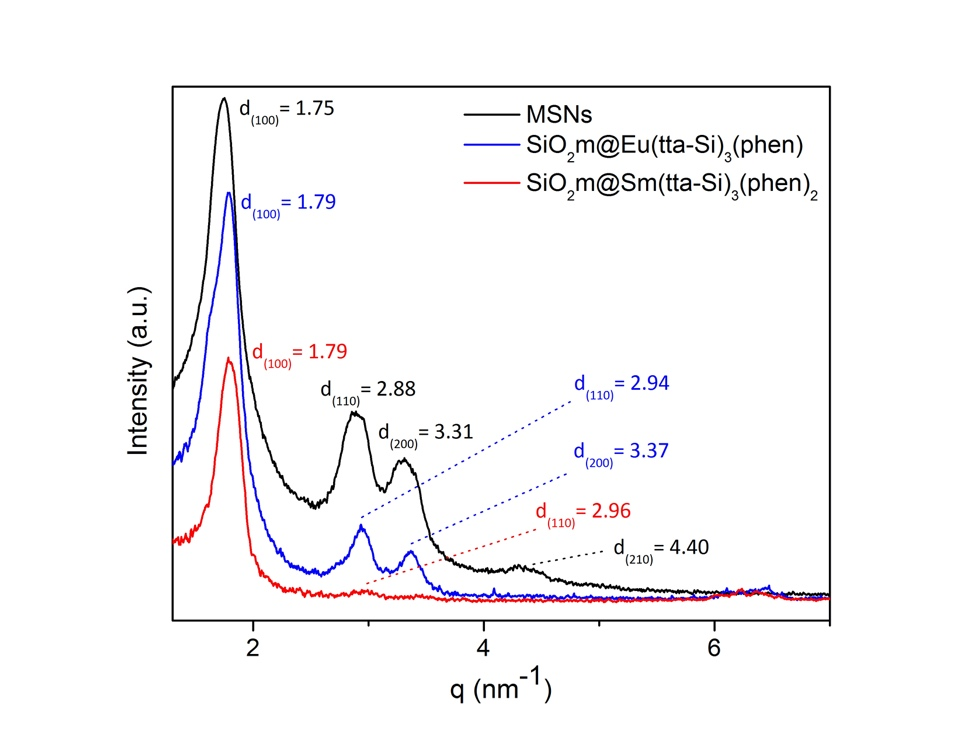 d(100)= 1.75
MSNs
SiO2m@Eu(tta-Si)3(phen)
SiO2m@Sm(tta-Si)3(phen)2
d(100)= 1.79
d(100)= 1.79
d(110)= 2.88
d(110)= 2.94
d(200)= 3.31
d(200)= 3.37
d(110)= 2.96
d(210)= 4.40
Intensity (a.u.)
2 4 6
q (nm-1)